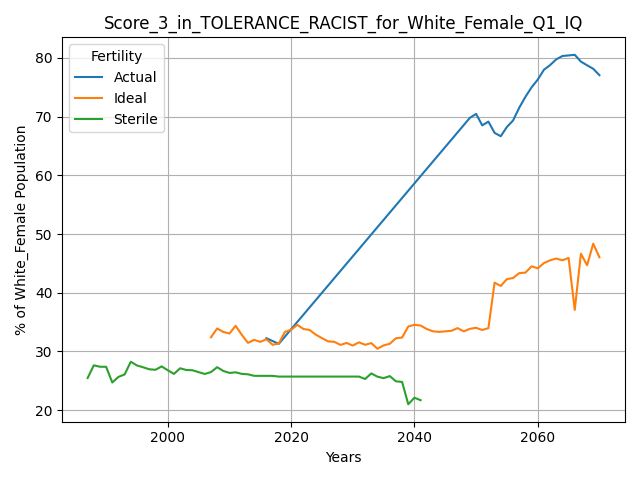 Score_3_in_TOLERANCE_RACIST_for_White_Female_Q1_IQ
Fertility
Actual
Ideal
Sterile
% of White_Female Population
80
70
60
50
40
30
20
2000
2020
2040
2060
Years